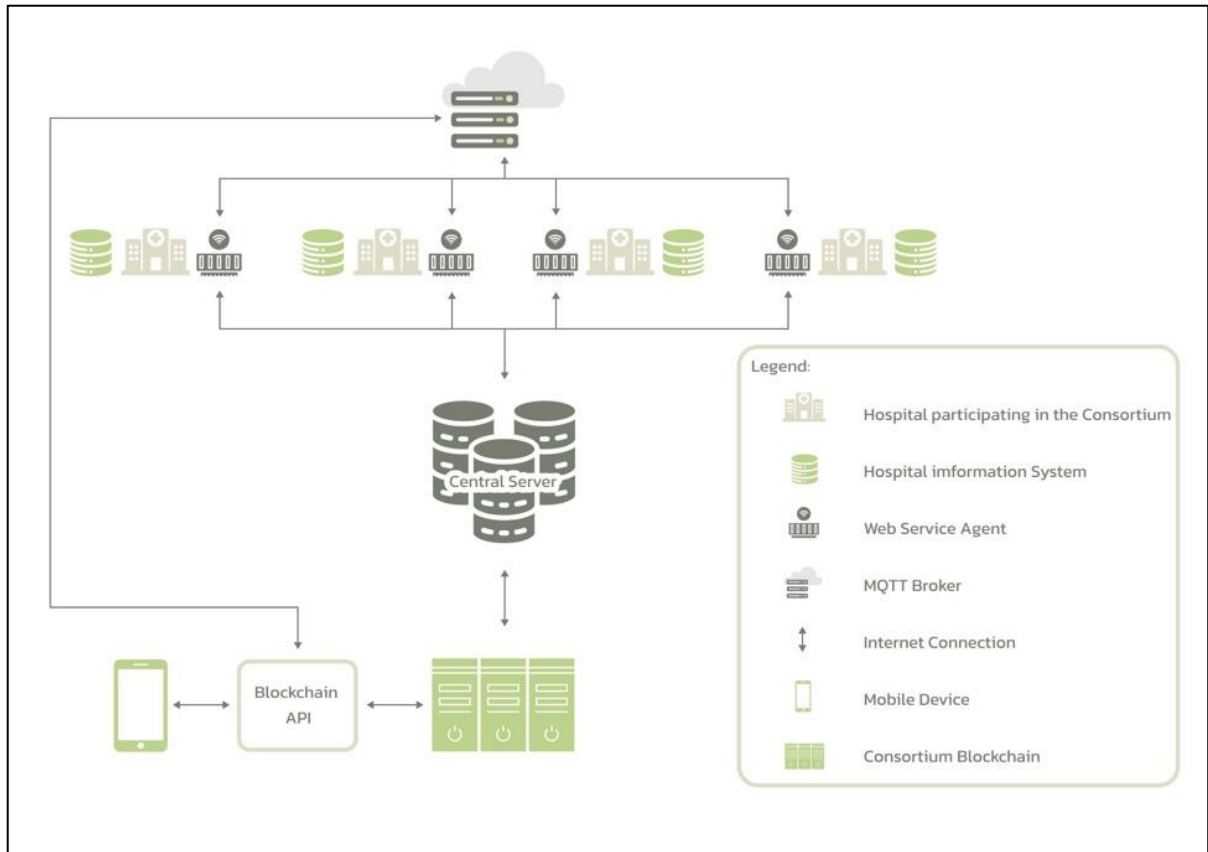 Central Server
Blockchain
API
Legend:
Hospital participating in the Consortium
Hospital imformation System
Web Service Agent
MQTT Broker
Internet Connection
Mobile Device
Consortium Blockchain